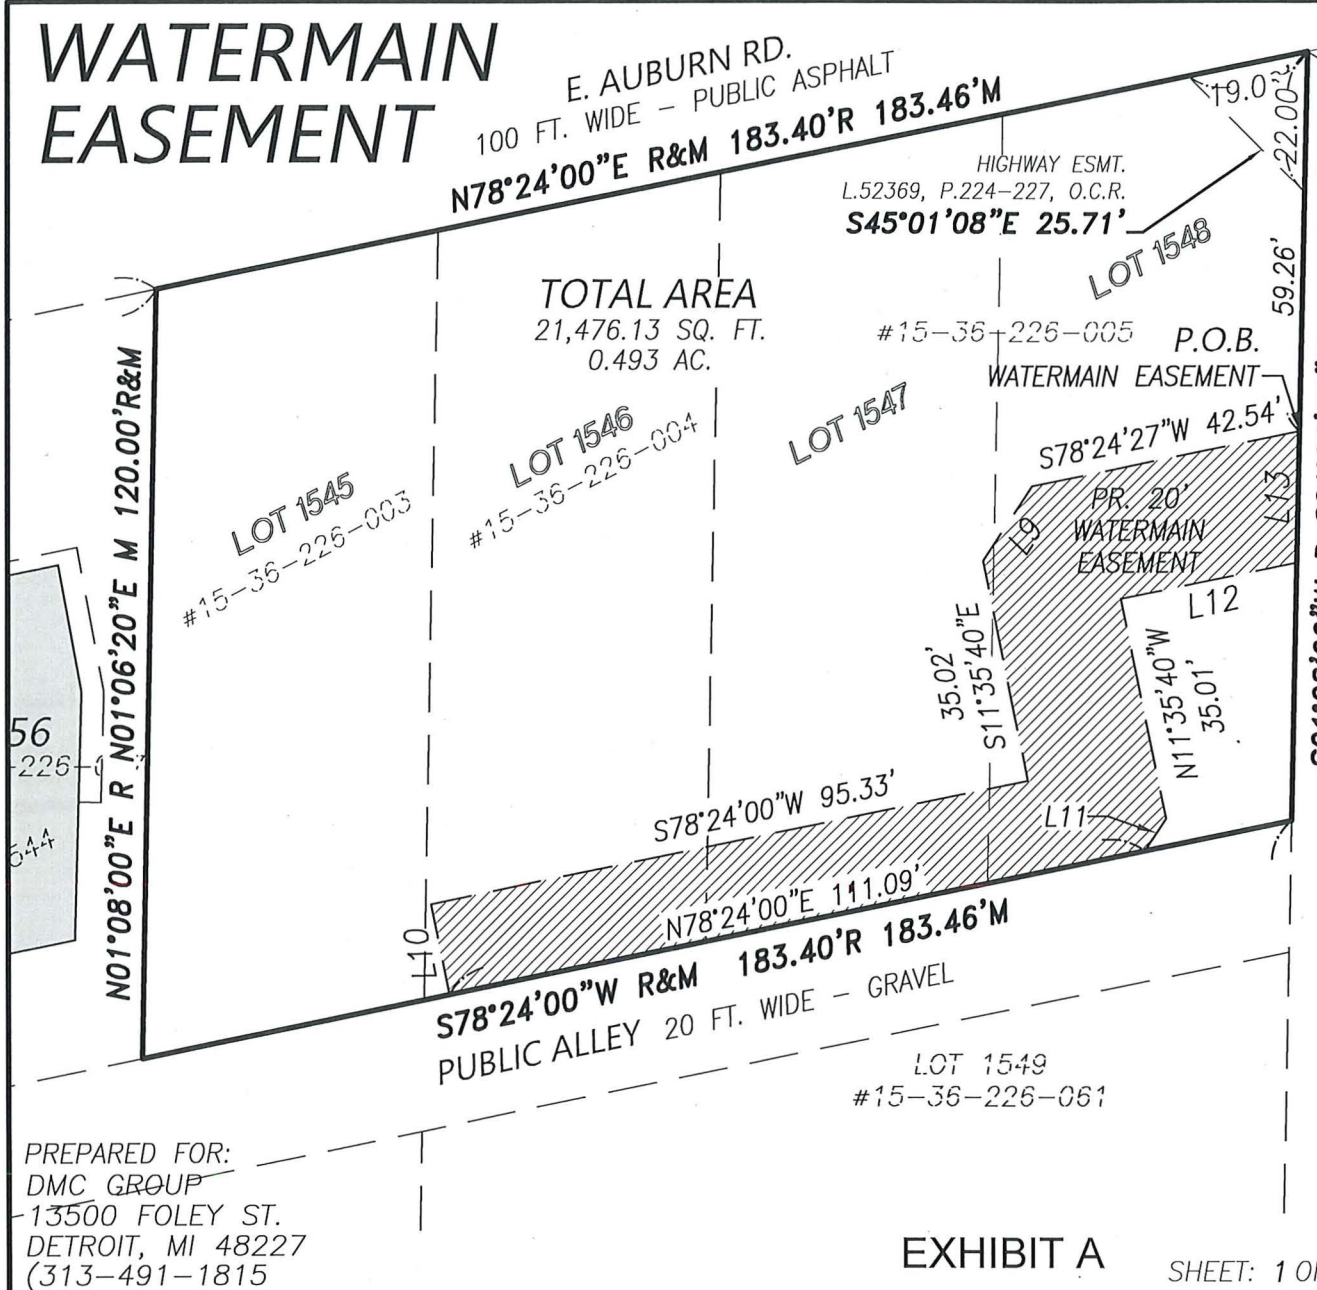 WATERMAIN
EASEMENT
E. AUBURN RD.
100 FT. WIDE - PUBLIC ASPHALT
N78°24'00"E R&M 183.40'R 183.46'M
19.0
22.00
HIGHWAY ESMT.
L.52369, P.224-227, O.C.R.
S45°01'08"E 25.71'
LOT 1548
59.26'
TOTAL AREA
21,476.13 SQ. FT.
0.493 AC.
#15-36-226-005
P.O.B.
WATERMAIN EASEMENT
N01°08'00"E R N01°06'20"E M 120.00'R&M
LOT 1545
#15-36-226-003
LOT 1546
#15-36-226-004
LOT 1547
S78°24'27"W 42.54'
L13
PR. 20'
WATERMAIN
EASEMENT
L9
L12
35.02'
S11°35'40"E
N11°35'40"W
35.01'
56
-226-0
544
S78°24'00"W 95.33'
L11
N78°24'00"E 111.09'
L10
S78°24'00"W R&M 183.40'R 183.46'M
PUBLIC ALLEY 20 FT. WIDE - GRAVEL
LOT 1549
#15-36-226-061
PREPARED FOR:
DMC GROUP
13500 FOLEY ST.
DETROIT, MI 48227
(313-491-1815
EXHIBIT A
SHEET: 1 OF